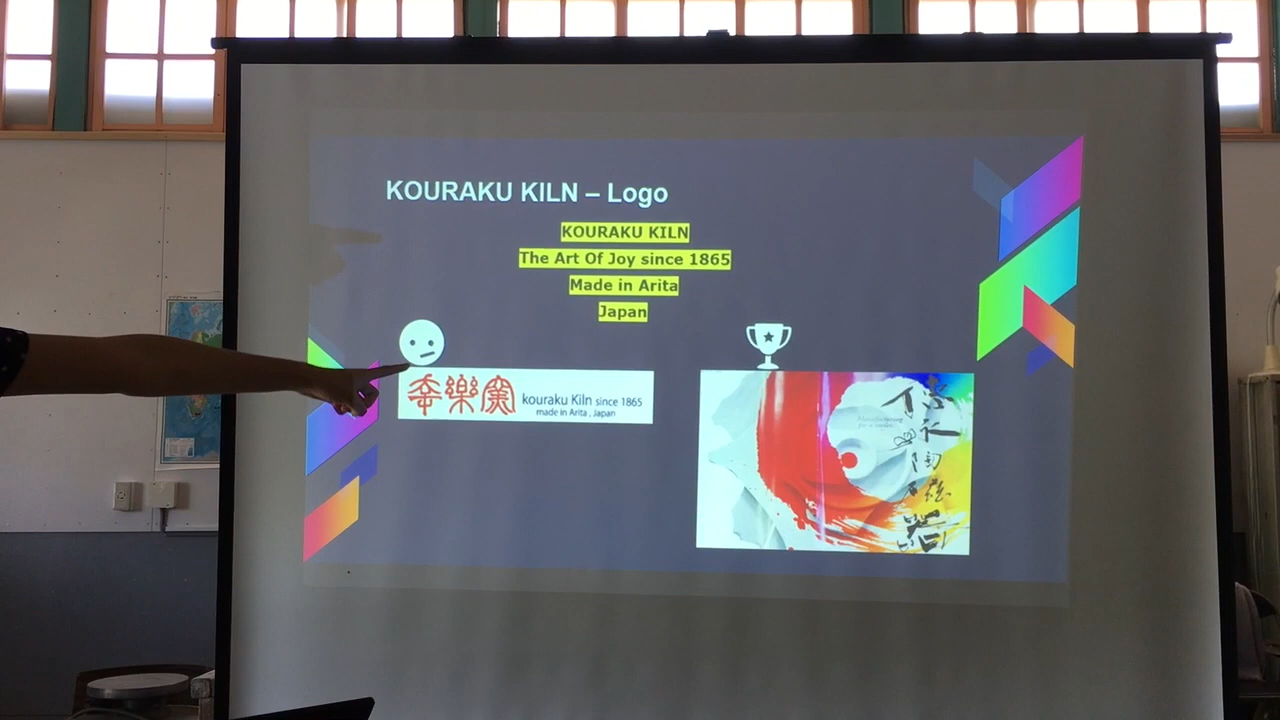 KOURAKU KILN – Logo
KOURAKU KILN
The Art Of Joy since 1865
Made in Arita
Japan
幸樂窯 kouraku Kiln since 1865
made in Arita , Japan